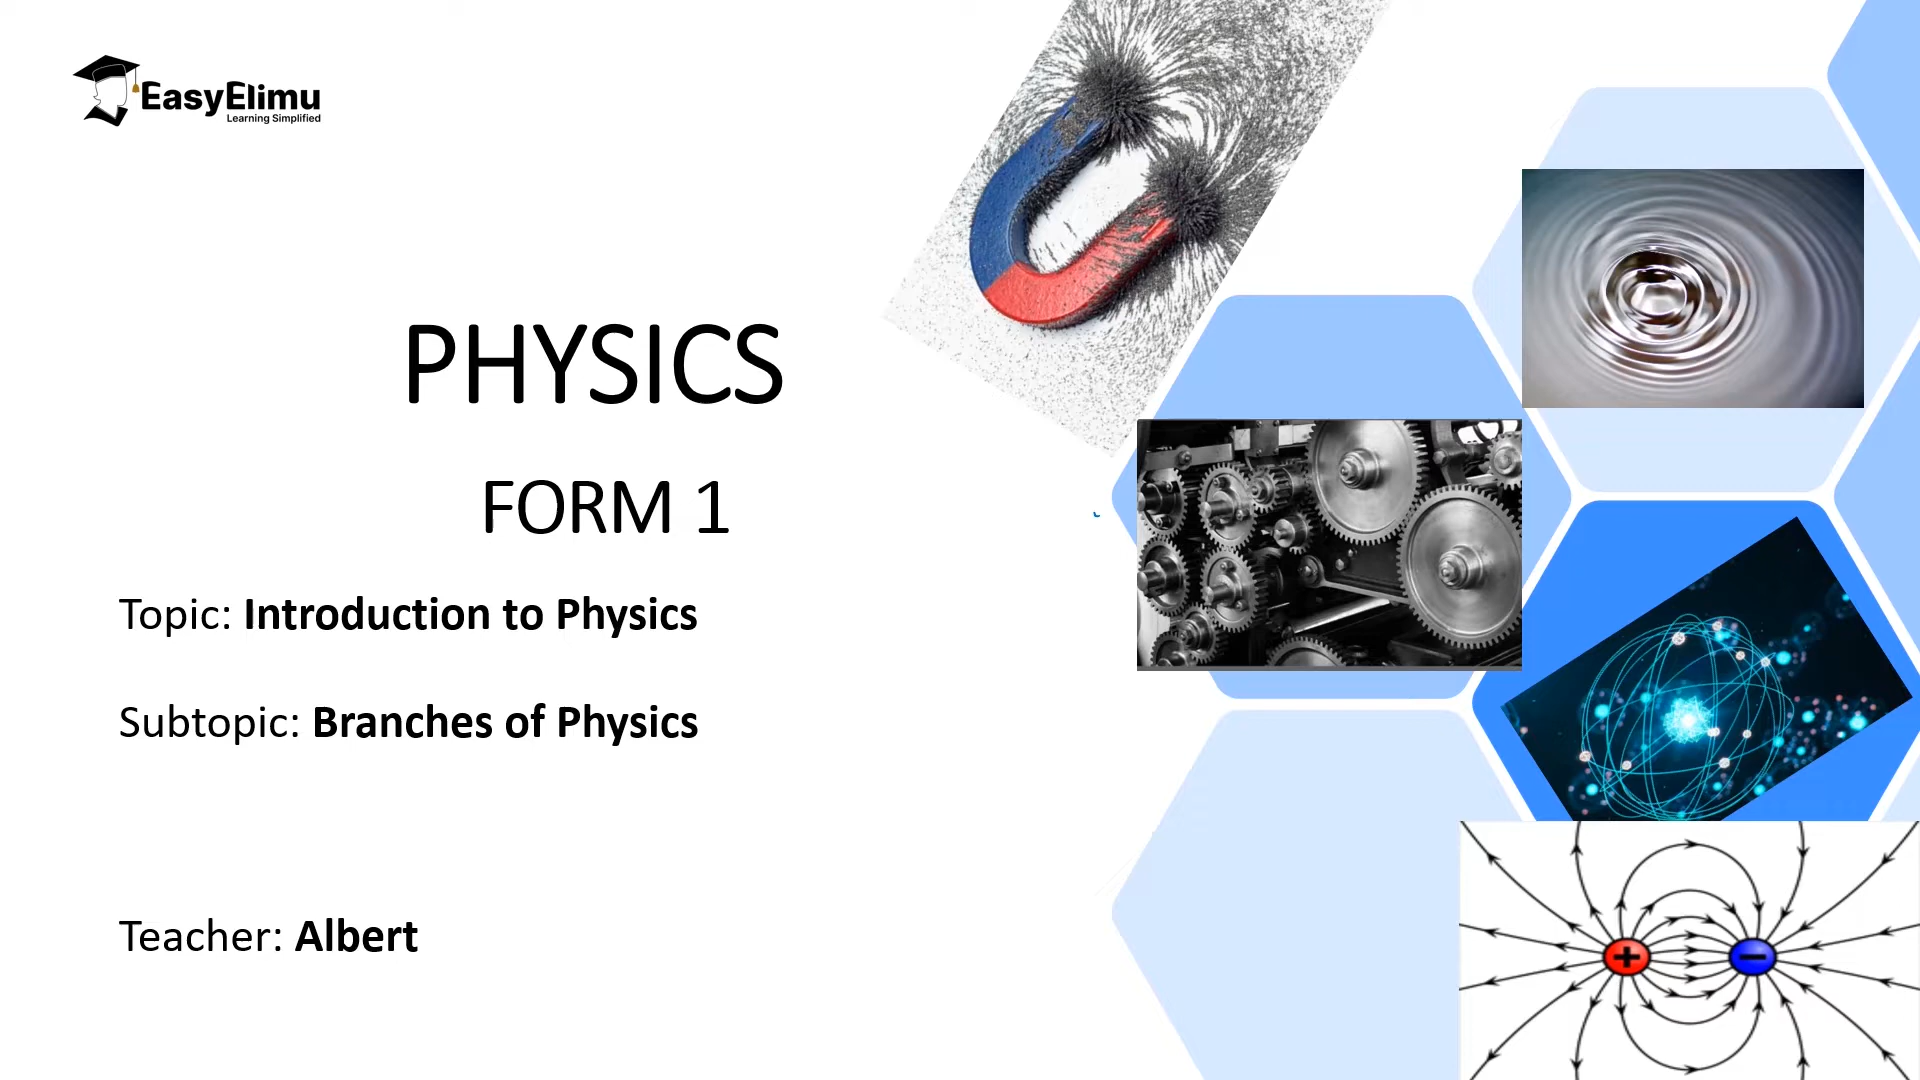 EasyElimu
Learning Simplified
PHYSICS
FORM 1
Topic: Introduction to Physics
Subtopic: Branches of Physics
Teacher: Albert
+
−